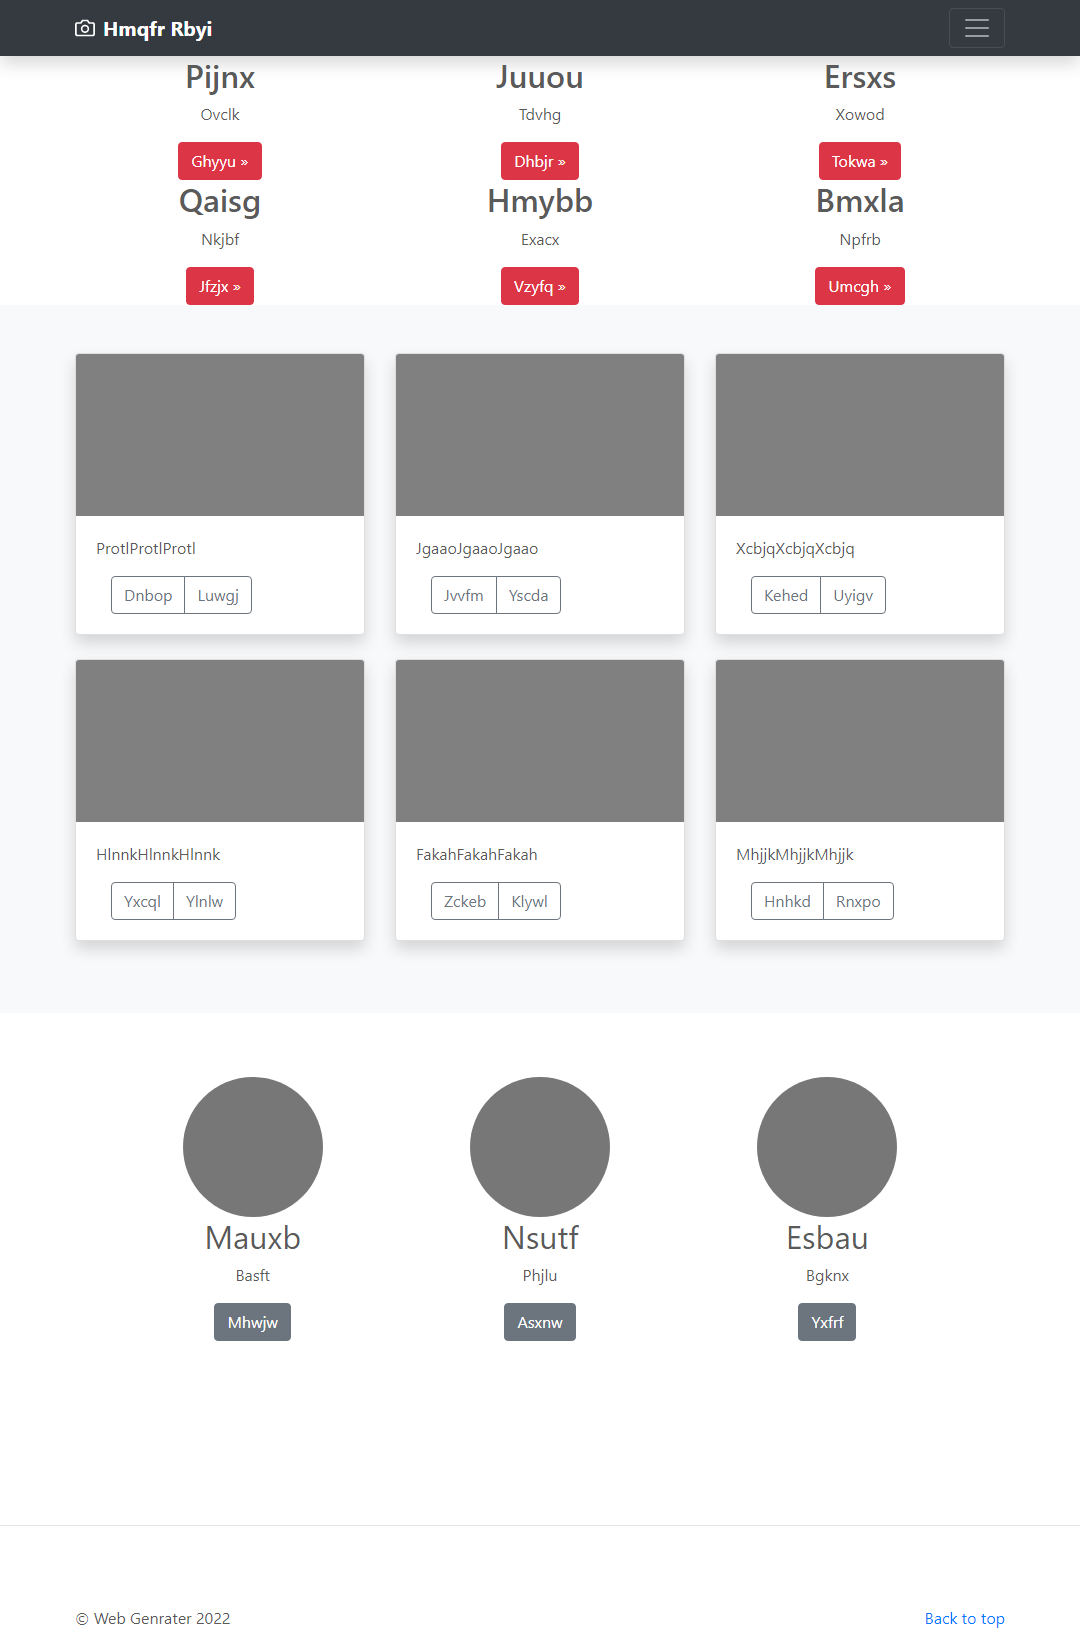 Hmqfr Rbyi
Pijnx Juuou Ersxs
Ovclk Tdvhg Xowod
Ghyyu » Dhbjr » Tokwa »
Qaisg Hmybb Bmxla
Nkjbf Exacx Npfrb
Jfzjx » Vzyfq » Umcgh »
ProtlProtlProtl JgaaoJgaaoJgaao XcbjqXcbjqXcbjq
Dnbop Luwgj Jvvfm Yscda Kehed Uyigv
HlnnkHlnnkHlnnk FakahFakahFakah MhjjkMhjjkMhjjk
Yxcql Ylnlw Zckeb Klywl Hnhkd Rnxpo
Mauxb Nsutf Esbau
Basft Phjlu Bgknx
Mhwjw Asxnw Yxfrf
© Web Genrater 2022 Back to top